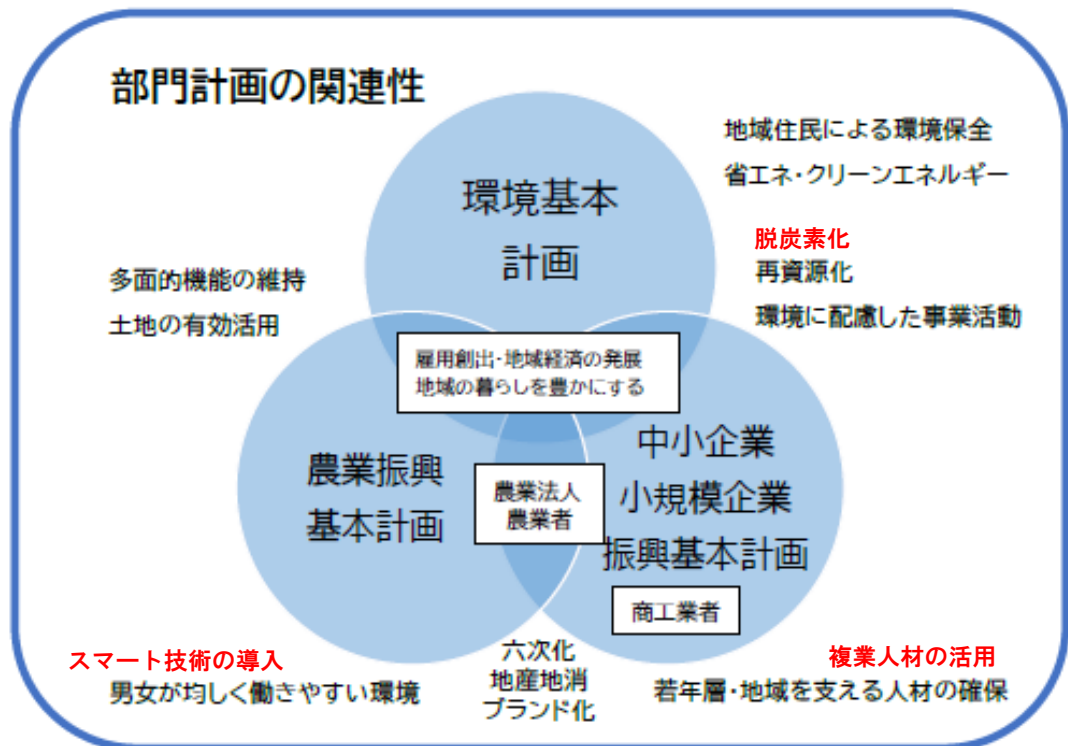 部門計画の関連性
地域住民による環境保全
省エネ・クリーンエネルギー
環境基本
計画
脱炭素化
再資源化
環境に配慮した事業活動
多面的機能の維持
土地の有効活用
雇用創出・地域経済の発展
地域の暮らしを豊かにする
農業振興
基本計画
農業法人
農業者
中小企業
小規模企業
振興基本計画
商工業者
スマート技術の導入
男女が均しく働きやすい環境
六次化
地産地消
ブランド化
複業人材の活用
若年層・地域を支える人材の確保